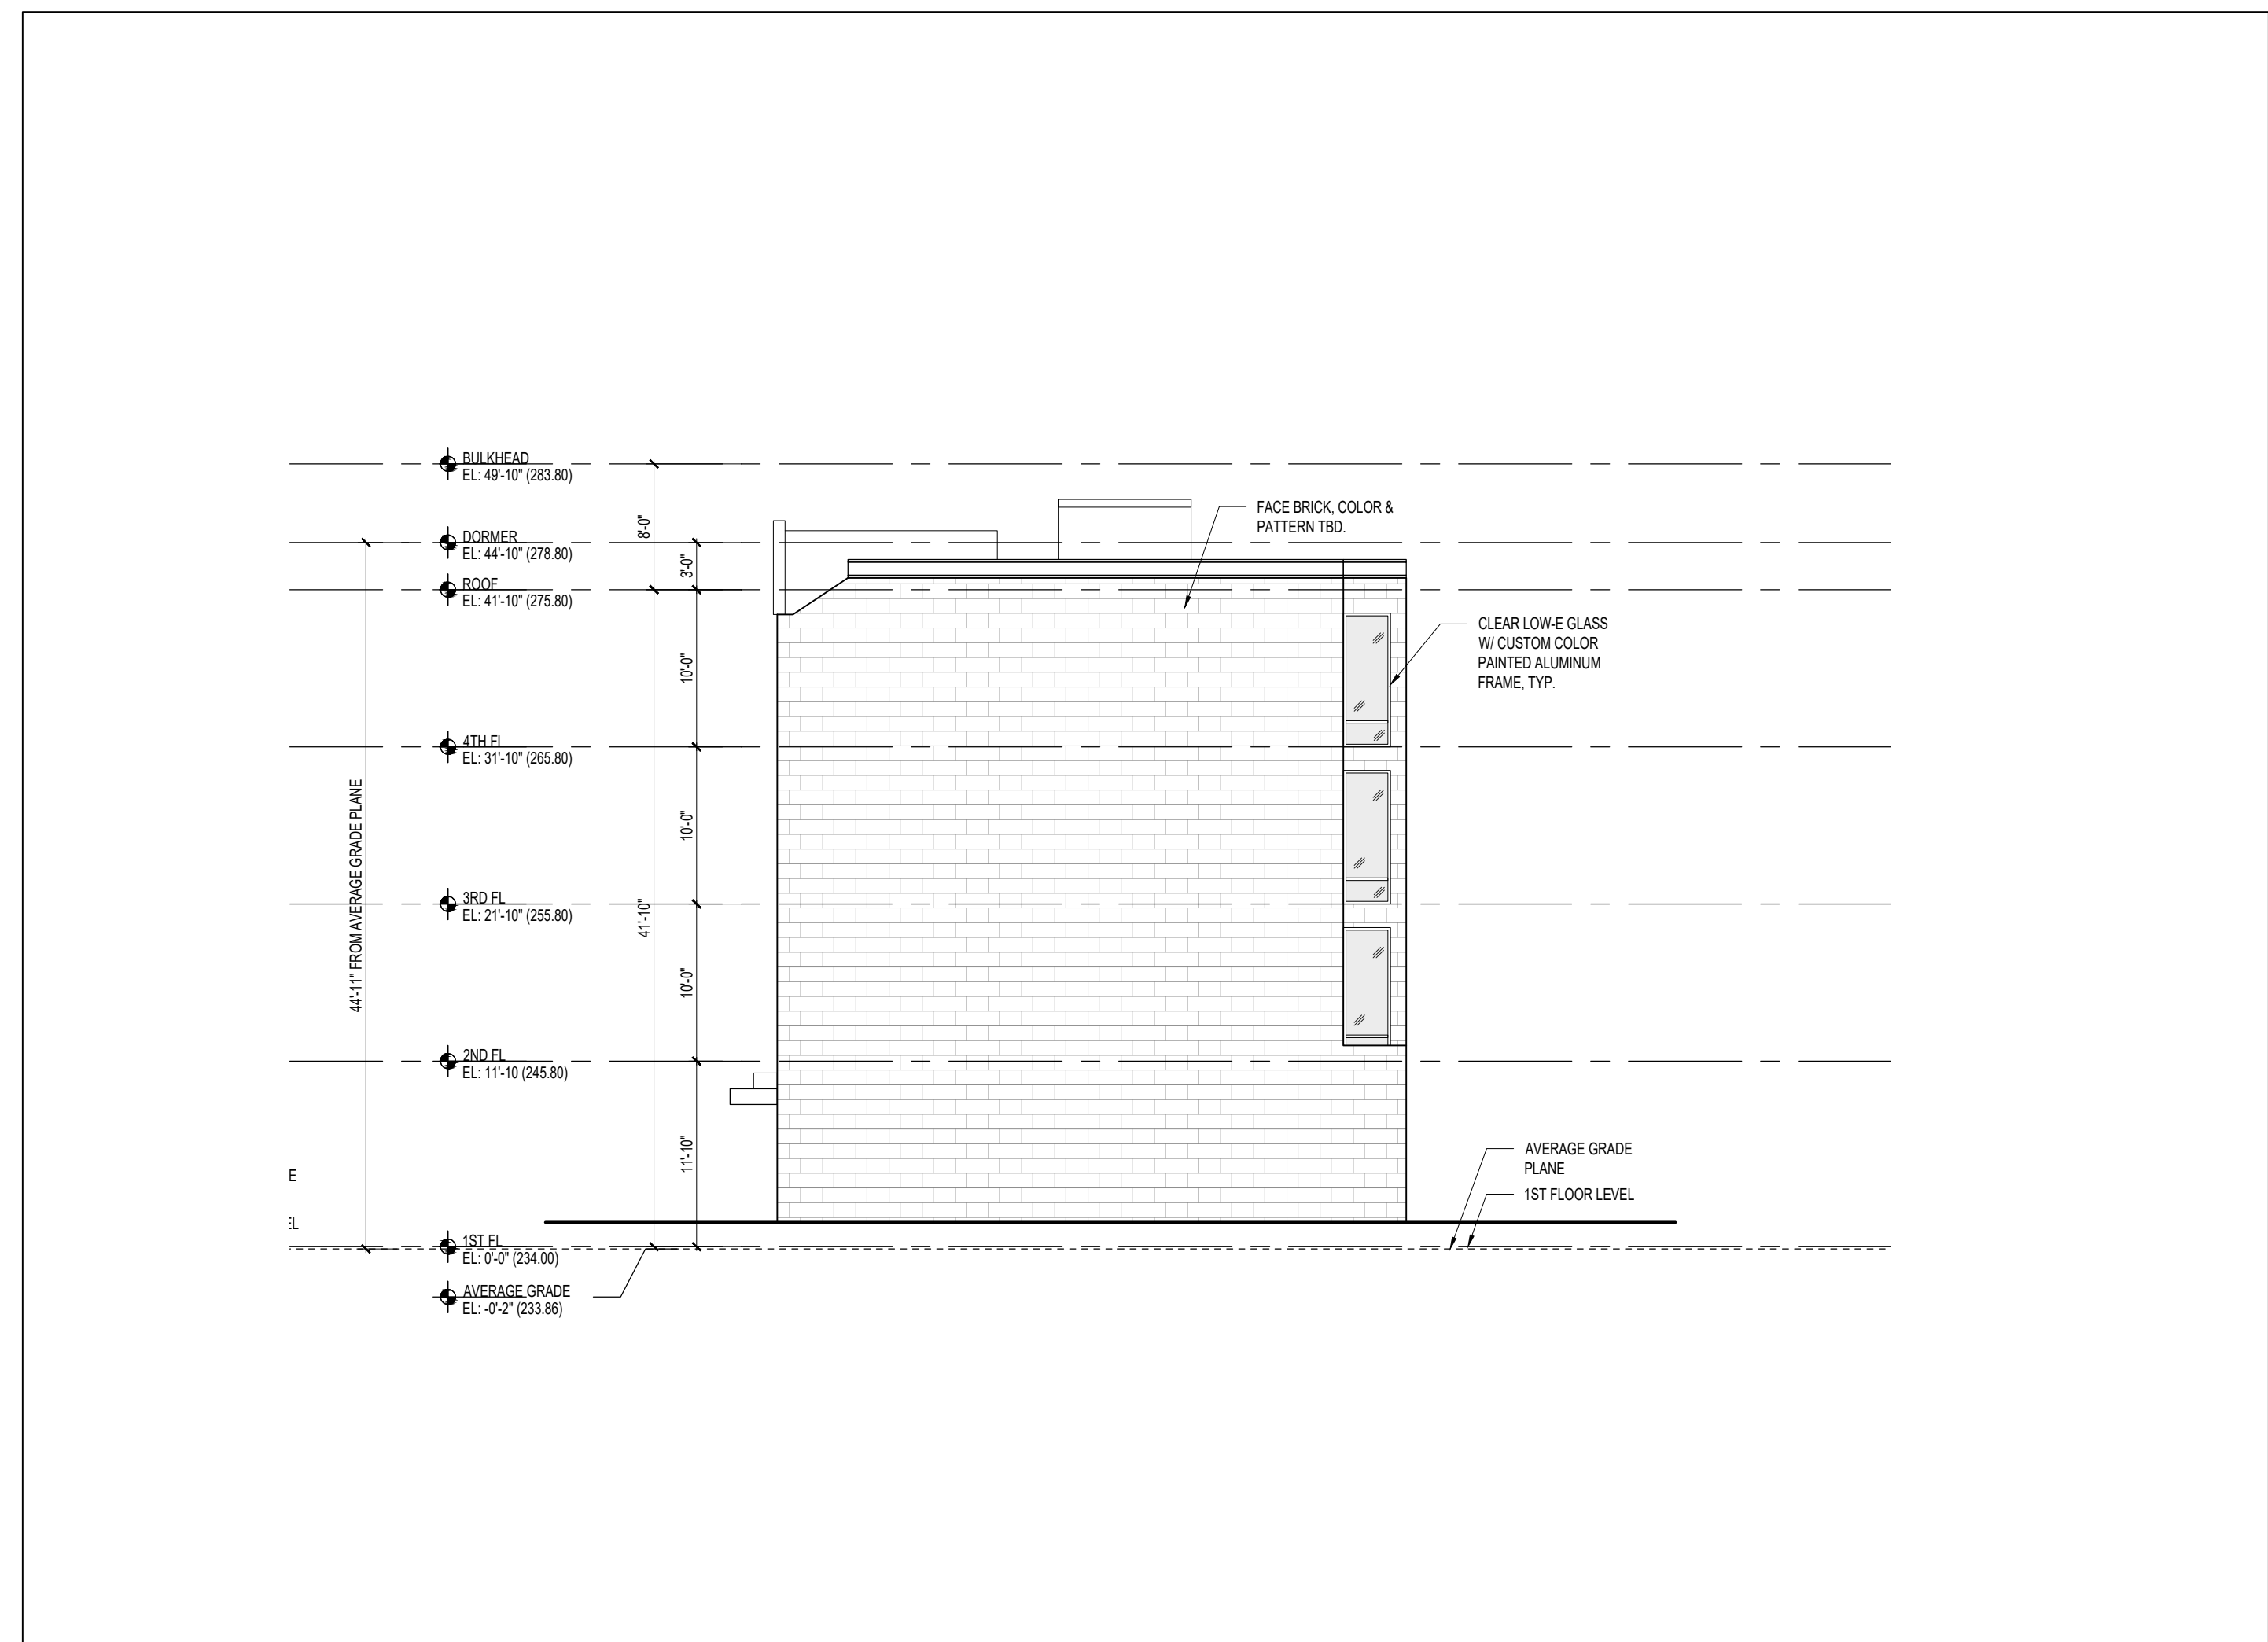 BULKHEAD
EL: 49'-10" (283.80)
DORMER
EL: 44'-10" (278.80)
ROOF
EL: 41'-10" (275.80)
4TH FL
EL: 31'-10" (265.80)
3RD FL
EL: 21'-10" (255.80)
2ND FL
EL: 11'-10 (245.80)
1ST FL
EL: 0'-0" (234.00)
AVERAGE GRADE
EL: -0'-2" (233.86)
44'-11" FROM AVERAGE GRADE PLANE
E
EL
8'-0"
41'-10"
3'-0"
10'-0"
10'-0"
10'-0"
11'-10"
FACE BRICK, COLOR &
PATTERN TBD.
CLEAR LOW-E GLASS
W/ CUSTOM COLOR
PAINTED ALUMINUM
FRAME, TYP.
AVERAGE GRADE
PLANE
1ST FLOOR LEVEL